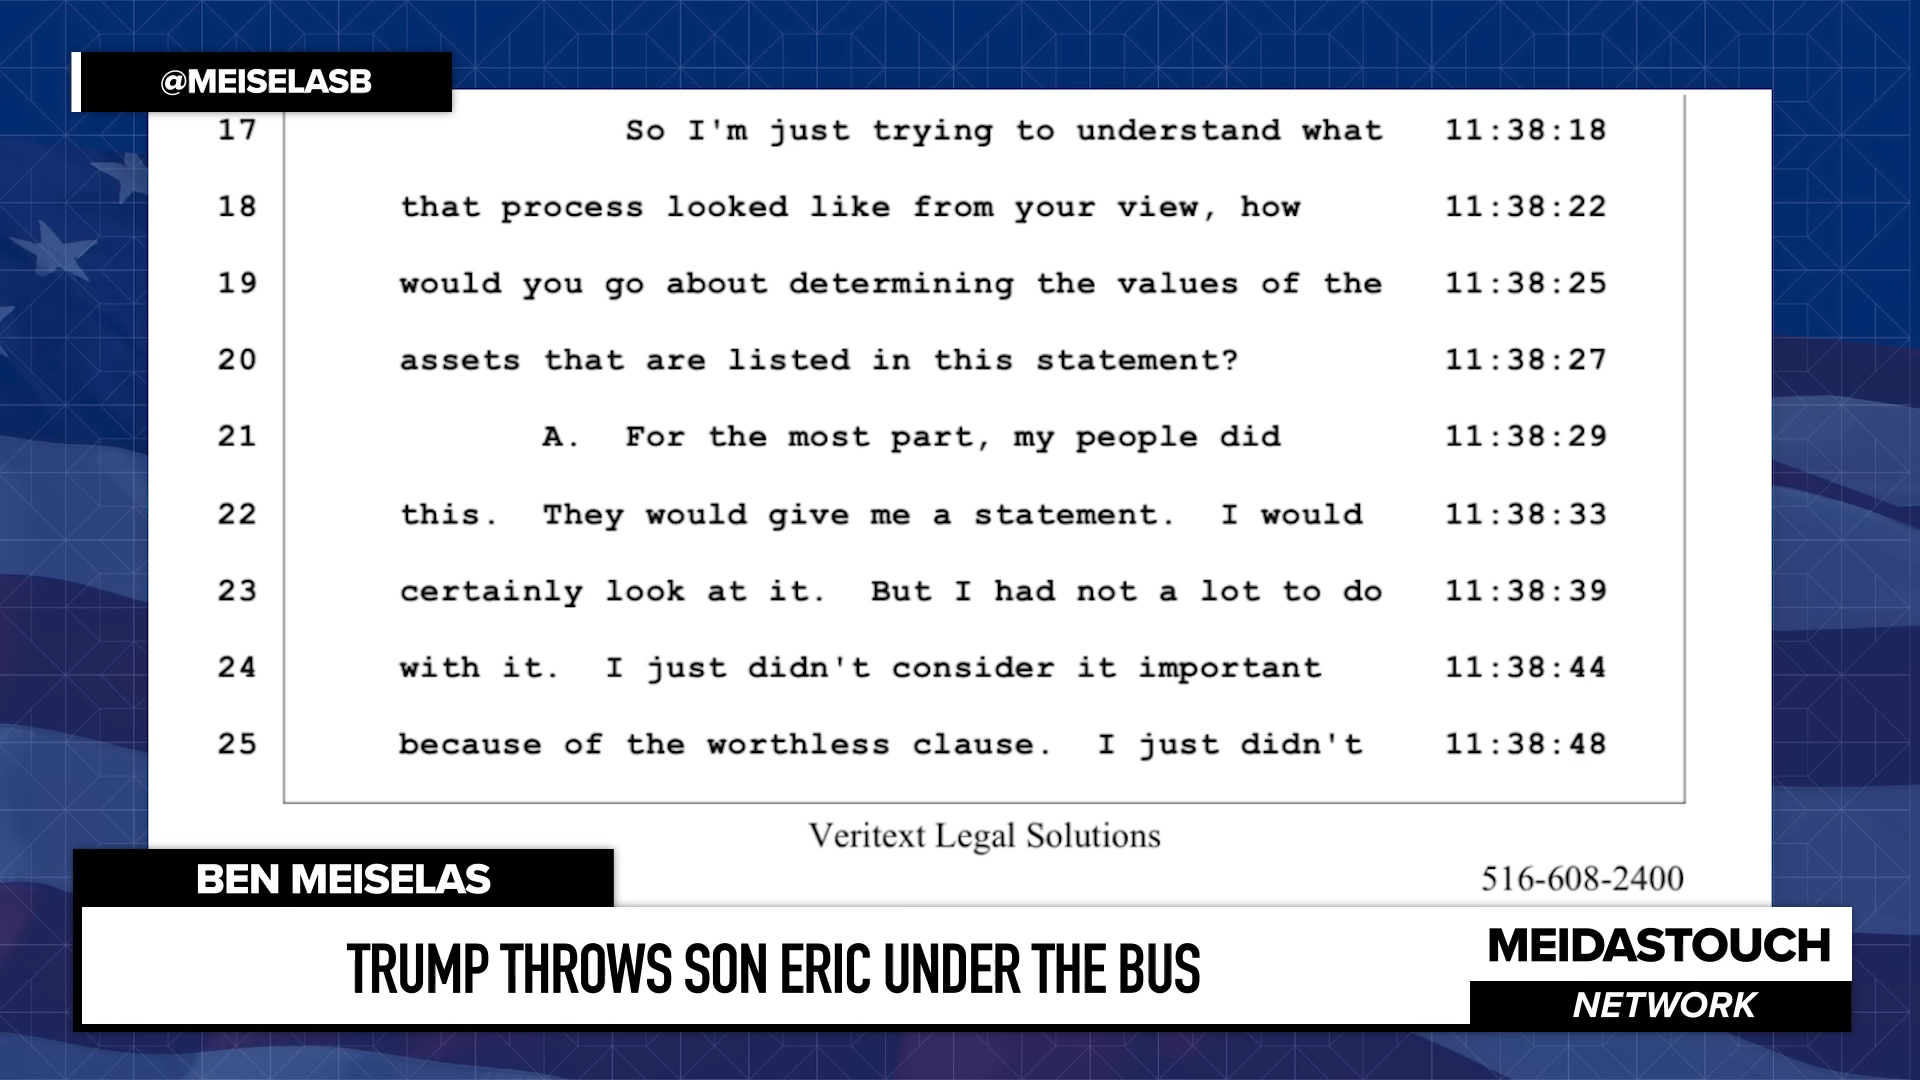 @MEISELASB
17 So I'm just trying to understand what 11:38:18
18 that process looked like from your view, how 11:38:22
19 would you go about determining the values of the 11:38:25
20 assets that are listed in this statement? 11:38:27
21 A. For the most part, my people did 11:38:29
22 this. They would give me a statement. I would 11:38:33
23 certainly look at it. But I had not a lot to do 11:38:39
24 with it. I just didn't consider it important 11:38:44
25 because of the worthless clause. I just didn't 11:38:48
Veritext Legal Solutions
516-608-2400
BEN MEISELAS
TRUMP THROWS SON ERIC UNDER THE BUS
MEIDASTOUCH
NETWORK